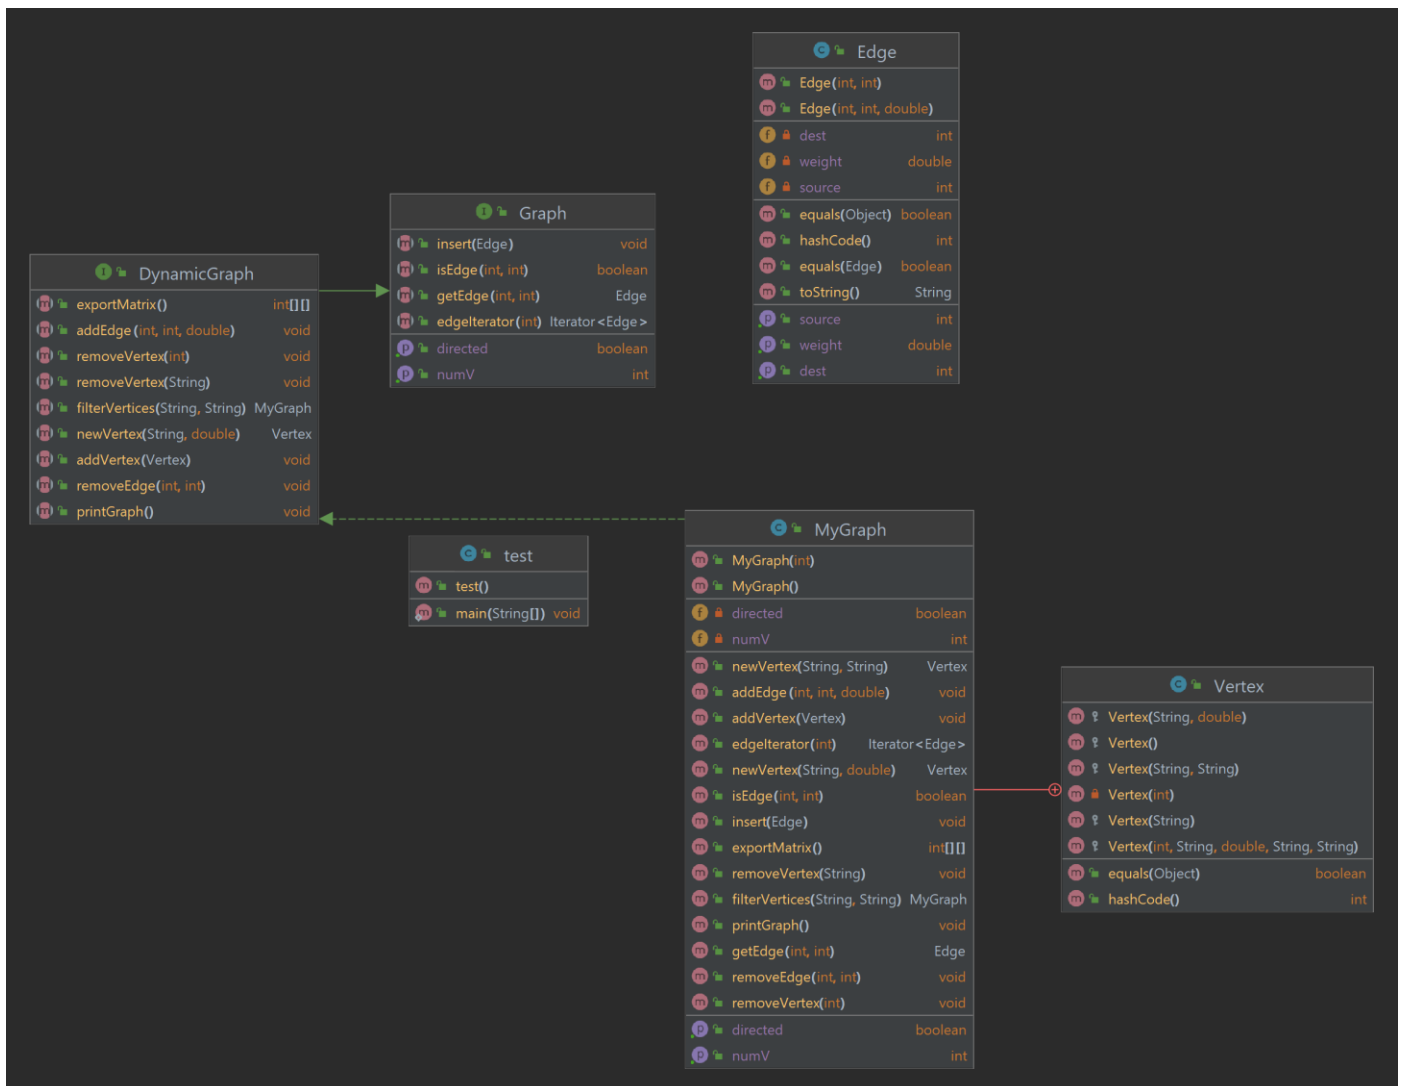 Edge
Edge(int, int)
Edge(int, int, double)
dest int
weight double
source int
equals(Object) boolean
hashCode() int
equals(Edge) boolean
toString() String
source int
weight double
dest int
Graph
insert(Edge) void
isEdge(int, int) boolean
getEdge(int, int) Edge
edgeIterator(int) Iterator<Edge>
directed boolean
numV int
DynamicGraph
exportMatrix() int[][]
addEdge(int, int, double) void
removeVertex(int) void
removeVertex(String) void
filterVertices(String, String) MyGraph
newVertex(String, double) Vertex
addVertex(Vertex) void
removeEdge(int, int) void
printGraph() void
test
test()
main(String[]) void
MyGraph
MyGraph(int)
MyGraph()
directed boolean
numV int
newVertex(String, String) Vertex
addEdge(int, int, double) void
addVertex(Vertex) void
edgeIterator(int) Iterator<Edge>
newVertex(String, double) Vertex
isEdge(int, int) boolean
insert(Edge) void
exportMatrix() int[][]
removeVertex(String) void
filterVertices(String, String) MyGraph
printGraph() void
getEdge(int, int) Edge
removeEdge(int, int) void
removeVertex(int) void
directed boolean
numV int
Vertex
Vertex(String, double)
Vertex()
Vertex(String, String)
Vertex(int)
Vertex(String)
Vertex(int, String, double, String, String)
equals(Object) boolean
hashCode() int